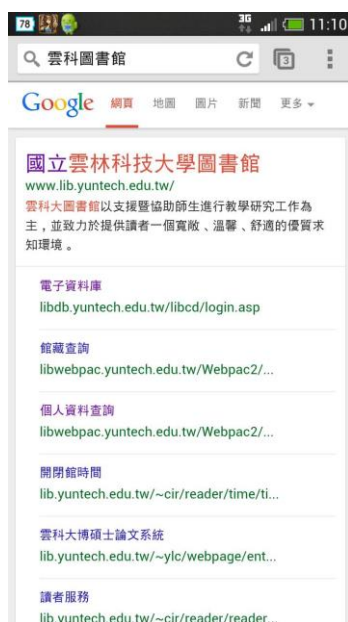 78 3G 11:10
雲科圖書館 3
Google 網頁 地圖 圖片 新聞 更多
國立雲林科技大學圖書館
www.lib.yuntech.edu.tw/
雲科大圖書館以支援暨協助師生進行教學研究工作為
主，並致力於提供讀者一個寬敞、溫馨、舒適的優質求
知環境。
電子資料庫
libdb.yuntech.edu.tw/libcd/login.asp
館藏查詢
libwebpac.yuntech.edu.tw/Webpac2/...
個人資料查詢
libwebpac.yuntech.edu.tw/Webpac2/...
開閉館時間
lib.yuntech.edu.tw/~cir/reader/time/ti...
雲科大博碩士論文系統
lib.yuntech.edu.tw/~ylc/webpage/ent...
讀者服務
lib.yuntech.edu.tw/~cir/reader/reader...